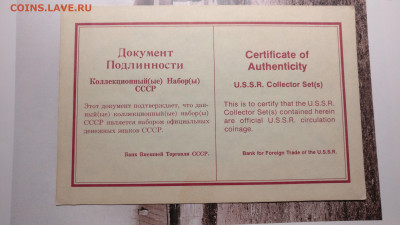 COINS.LAVE.RU
Документ
Подлинности
Коллекционный(ые) Набор(ы)
СССР
Этот документ подтверждает, что дан-
ный(ые) коллекционный(ые) набор(ы)
СССР является набором официальных
денежных знаков СССР.
Банк Внешней Торговли СССР.
Certificate of
Authenticity
U.S.S.R. Collector Set(s)
This is to certify that the U.S.S.R.
Collector Set(s) contained herein
are official U.S.S.R. circulation
coinage.
Bank for Foreign Trade of the U.S.S.R.